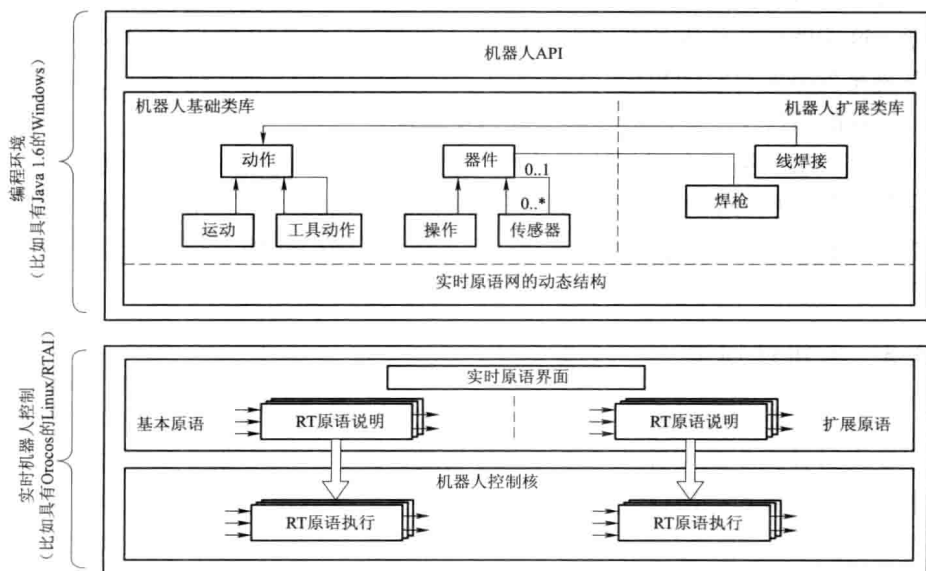 编程环境
（比如具有Java 1.6的Windows）
机器人API
机器人基础类库
机器人扩展类库
动作
器件
线焊接
0..1
焊枪
0..*
运动
工具动作
操作
传感器
实时原语网的动态结构
实时机器人控制
（比如具有Orocos的Linux/RTAI）
实时原语界面
基本原语
RT原语说明
RT原语说明
扩展原语
机器人控制核
RT原语执行
RT原语执行